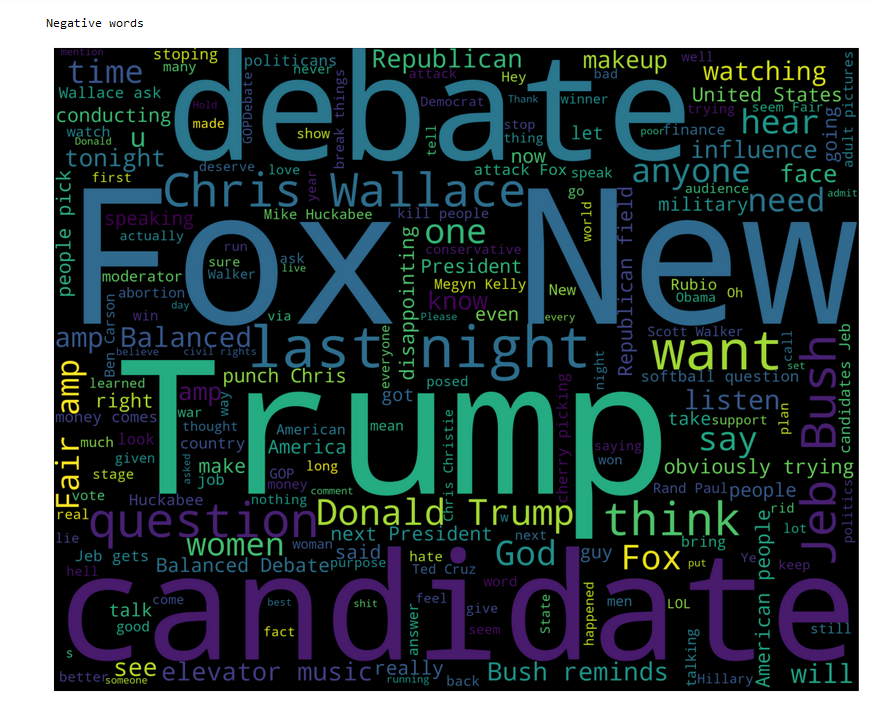 Negative words
mention
stoping
politicians
Republican
makeup
well
time
many
never
attack
Hey
bad
watching
Wallace ask
debate
Democrat
Thank
winner
United States
conducting
Hold
made
GOPDebate
break things
show
tell
stop
thing
let
trying
seem Fair
hear
going
adult pictures
watch
Donald
u
poor
finance
influence
tonight
deserve
love
now
attack Fox
speak
anyone
face
first
year
Chris Wallace
go
audience
military
need
admit
people pick
speaking
Mike Huckabee
kill people
world
Republican field
actually
run
sure
ask
Walker
live
disappointing
one
conservative
President
Fox New
moderator
Megyn Kelly
New
Rubio
Obama
Oh
abortion
day
win
via
know
Please
even
every
amp Balanced
Ben Carson
believe
civil rights
last night
everyone
want
Scott Walker
call
set
Jeb Bush
candidates Jeb
learned
Fair amp
right
amp
punch Chris
got
posed
night
softball question
listen
money comes
war
way
thought
Trump
American
mean
Chris Christie
cherry picking
take
support
plan
say
much
look
country
America
saying
given
asked
make
job
GOP
long
won
obviously trying
stage
vote
Huckabee
money
nothing
comment
Rand Paul
people
politics
real
question
Donald Trump
w
think
rid
lot
lie
women
woman
said
next President
next
God
guy
Fox
bring
Ye
keep
American people
Jeb gets
Balanced Debate
purpose
hate
Ted Cruz
put
hell
candidate
word
talk
come
best
shit
feel
give
State
happened
men
LOL
good
fact
answer
seem
still
s
see
elevator music
really
Bush reminds
talking
will
better
someone
running
back
Hillary